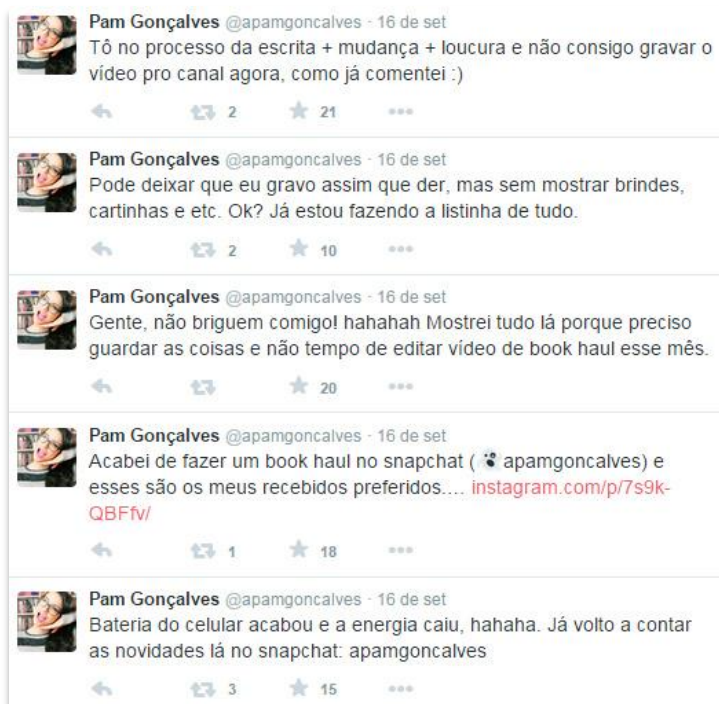 Pam Gonçalves @apamgoncalves · 16 de set
Tô no processo da escrita + mudança + loucura e não consigo gravar o
vídeo pro canal agora, como já comentei :)
2 21
Pam Gonçalves @apamgoncalves · 16 de set
Pode deixar que eu gravo assim que der, mas sem mostrar brindes,
cartinhas e etc. Ok? Já estou fazendo a listinha de tudo.
2 10
Pam Gonçalves @apamgoncalves · 16 de set
Gente, não briguem comigo! hahahah Mostrei tudo lá porque preciso
guardar as coisas e não tempo de editar vídeo de book haul esse mês.
20
Pam Gonçalves @apamgoncalves · 16 de set
Acabei de fazer um book haul no snapchat ( apamgoncalves) e
esses são os meus recebidos preferidos.... instagram.com/p/7s9k-
QBFfv/
1 18
Pam Gonçalves @apamgoncalves · 16 de set
Bateria do celular acabou e a energia caiu, hahaha. Já volto a contar
as novidades lá no snapchat: apamgoncalves
3 15